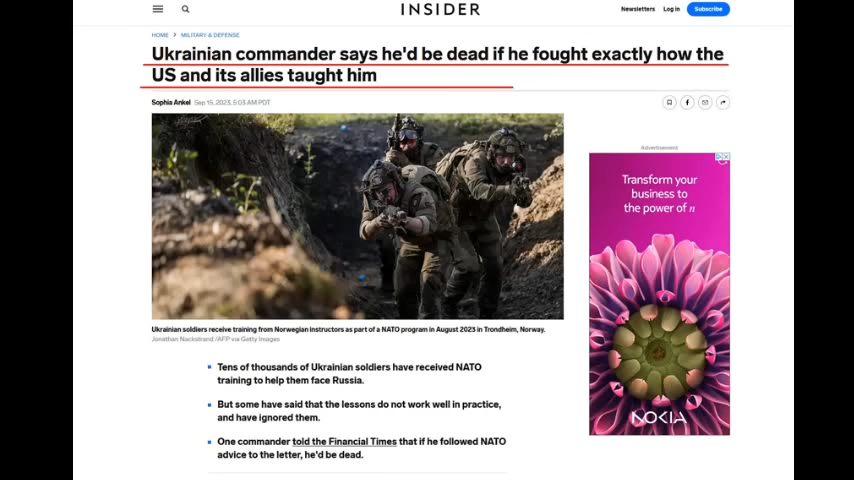 INSIDER
Newsletters Log in Subscribe
HOME > MILITARY & DEFENSE
Ukrainian commander says he'd be dead if he fought exactly how the
US and its allies taught him
Sophia Ankel Sep 15, 2023, 5:03 AM PDT
Advertisement
Transform your
business to
the power of n
NOKIA
Ukrainian soldiers receive training from Norwegian instructors as part of a NATO program in August 2023 in Trondheim, Norway.
Jonathan Nackstrand /AFP via Getty Images
Tens of thousands of Ukrainian soldiers have received NATO
training to help them face Russia.
But some have said that the lessons do not work well in practice,
and have ignored them.
One commander told the Financial Times that if he followed NATO
advice to the letter, he'd be dead.